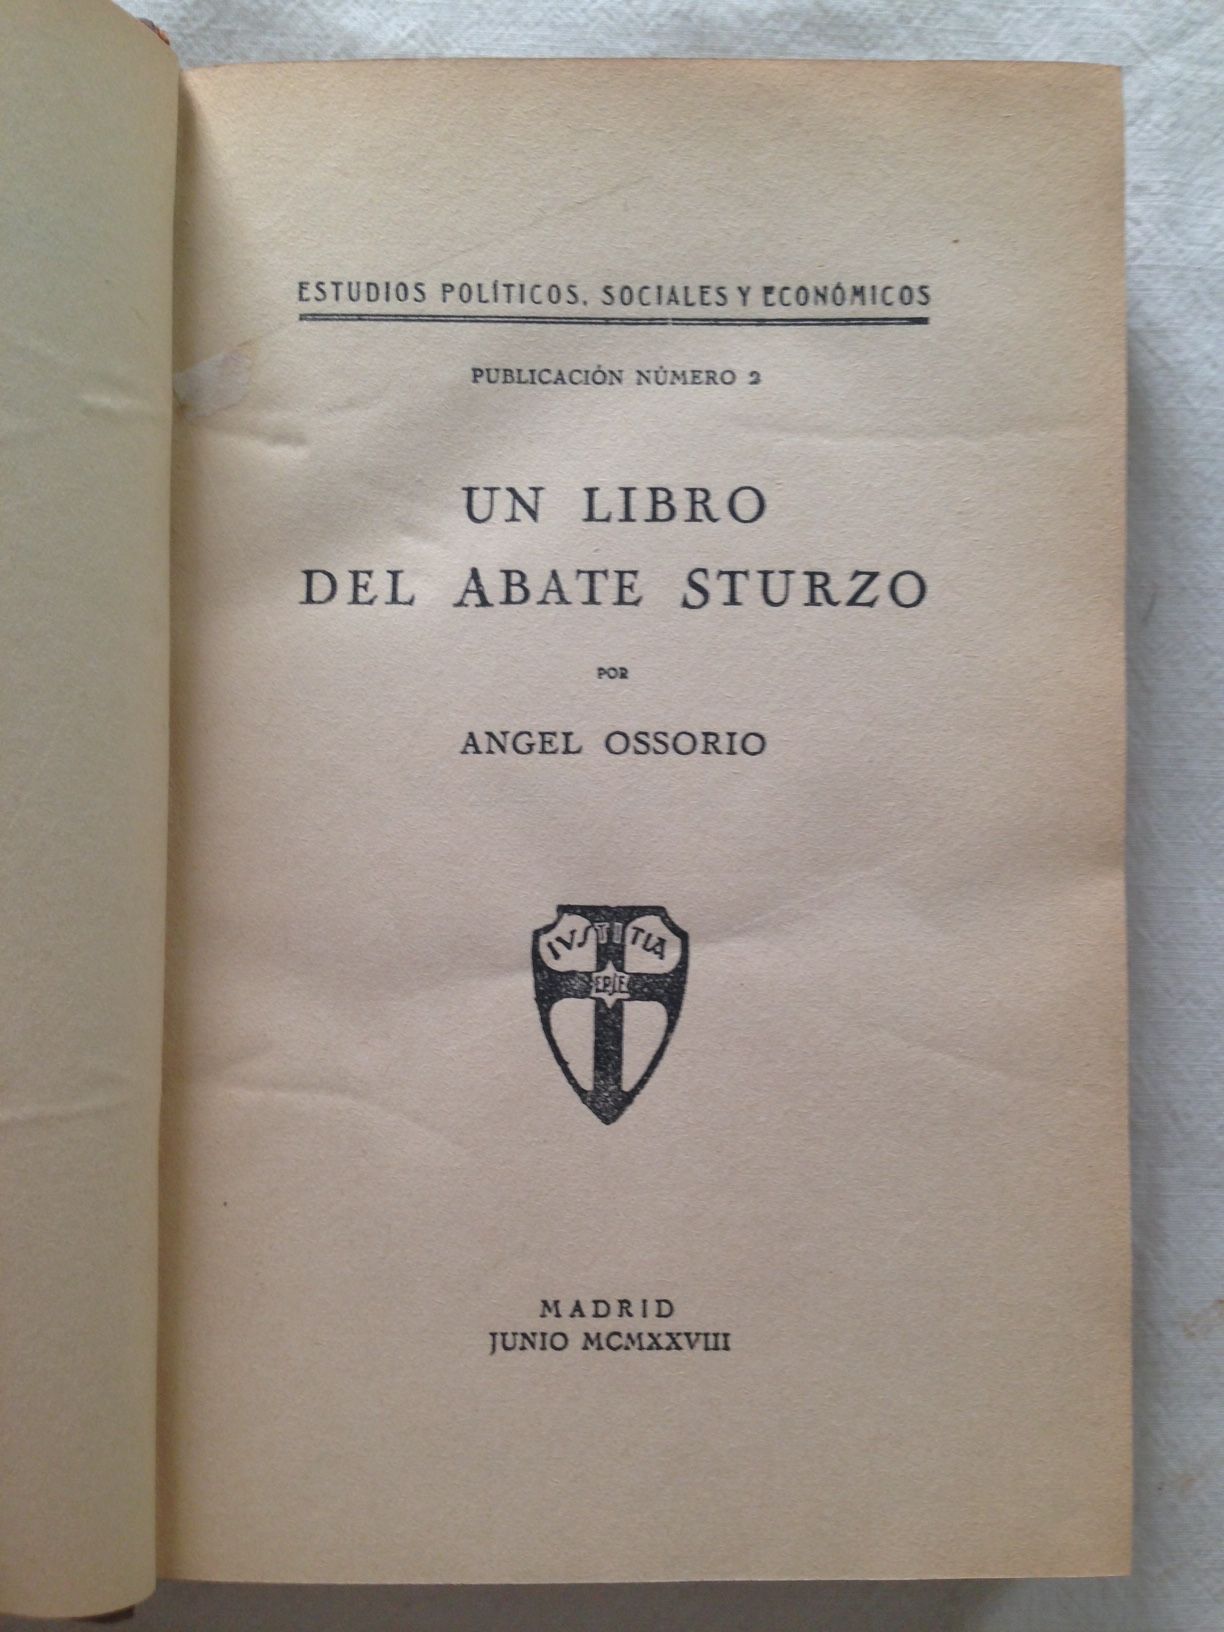 ESTUDIOS POLÍTICOS, SOCIALES Y ECONÓMICOS
PUBLICACIÓN NÚMERO 2
UN LIBRO
DEL ABATE STURZO
POR
ANGEL OSSORIO
IVSTITIA
MADRID
JUNIO MCMXXVIII